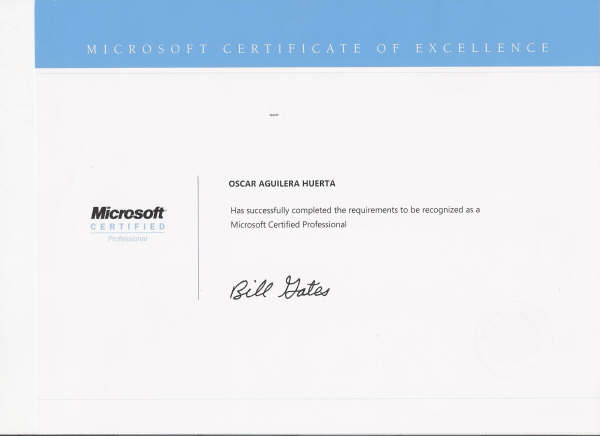 MICROSOFT CERTIFICATE OF EXCELLENCE
OSCAR AGUILERA HUERTA
Microsoft
CERTIFIED
Professional
Has successfully completed the requirements to be recognized as a
Microsoft Certified Professional
Bill Gates